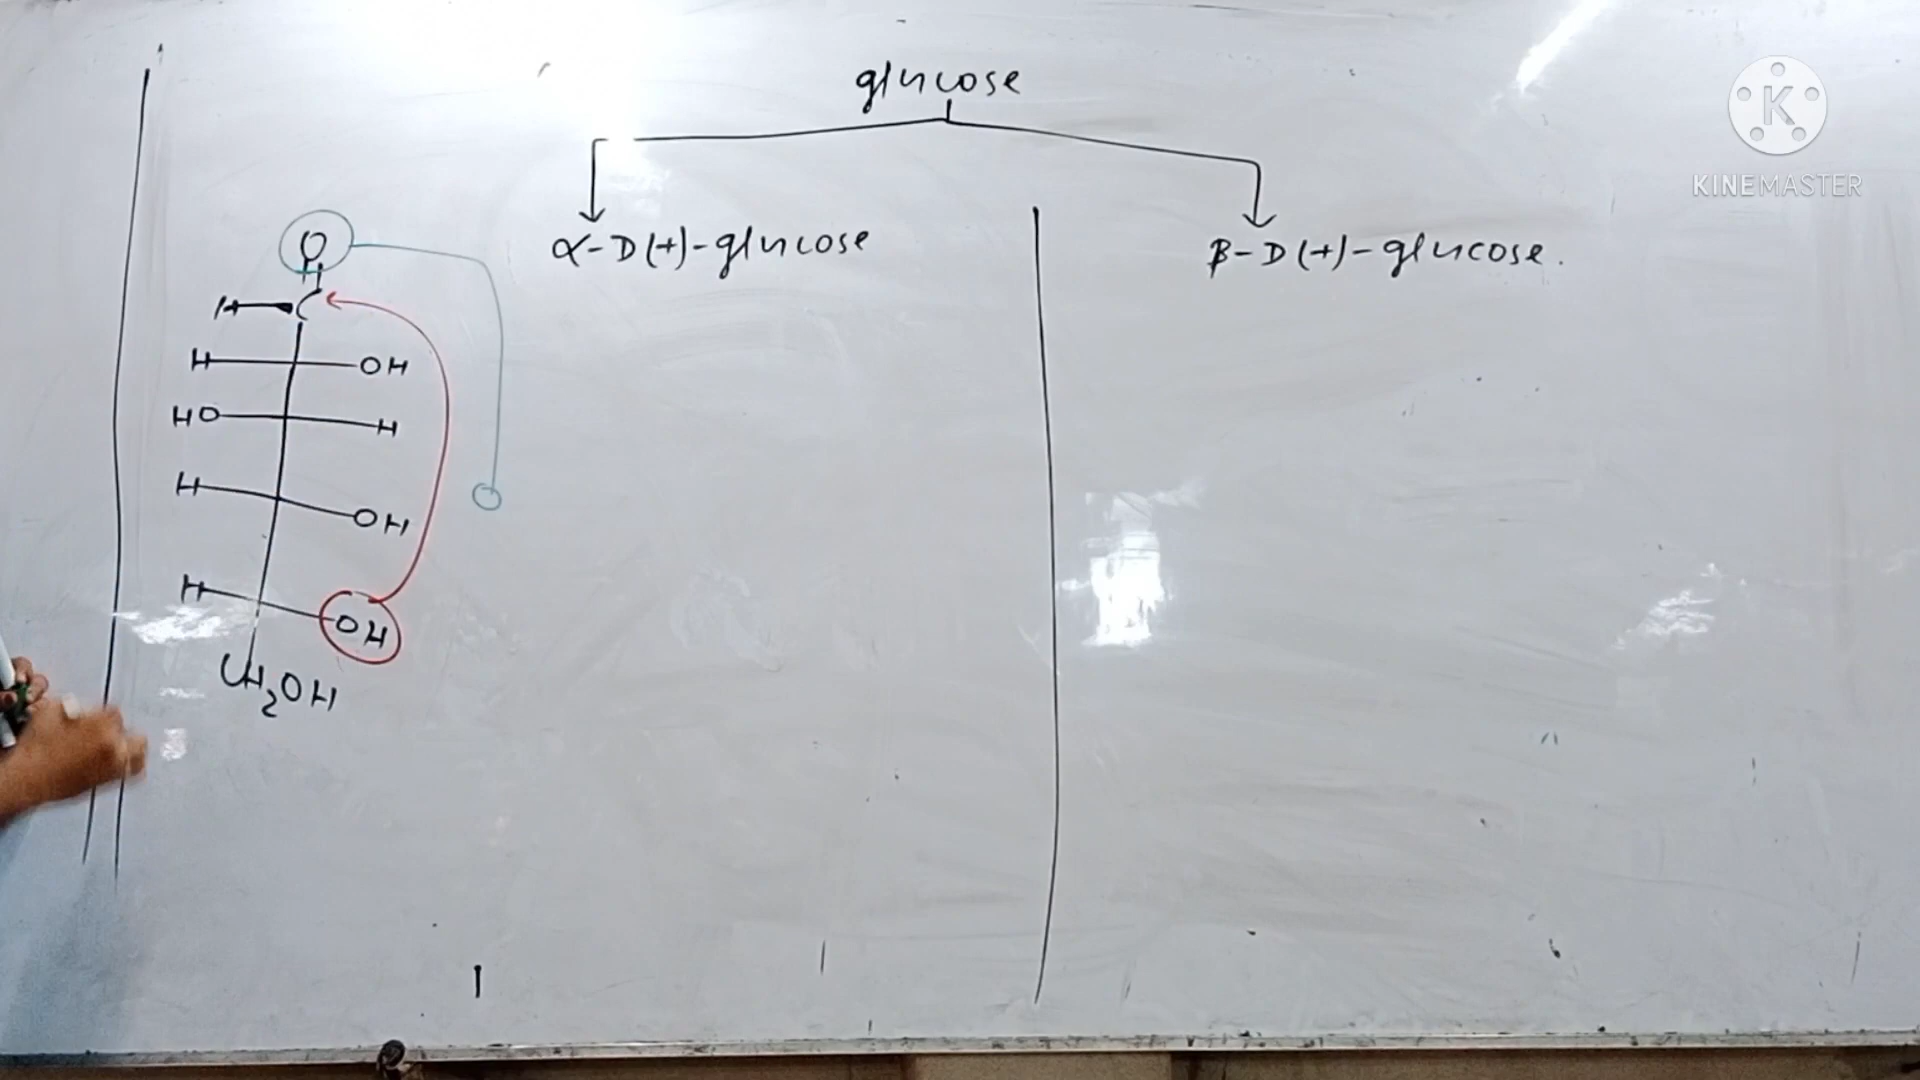 glucose
α-D(+)-glucose
β-D(+)-glucose.
O
H C
H OH
HO H
H OH
H OH
CH₂OH
K
KINEMASTER